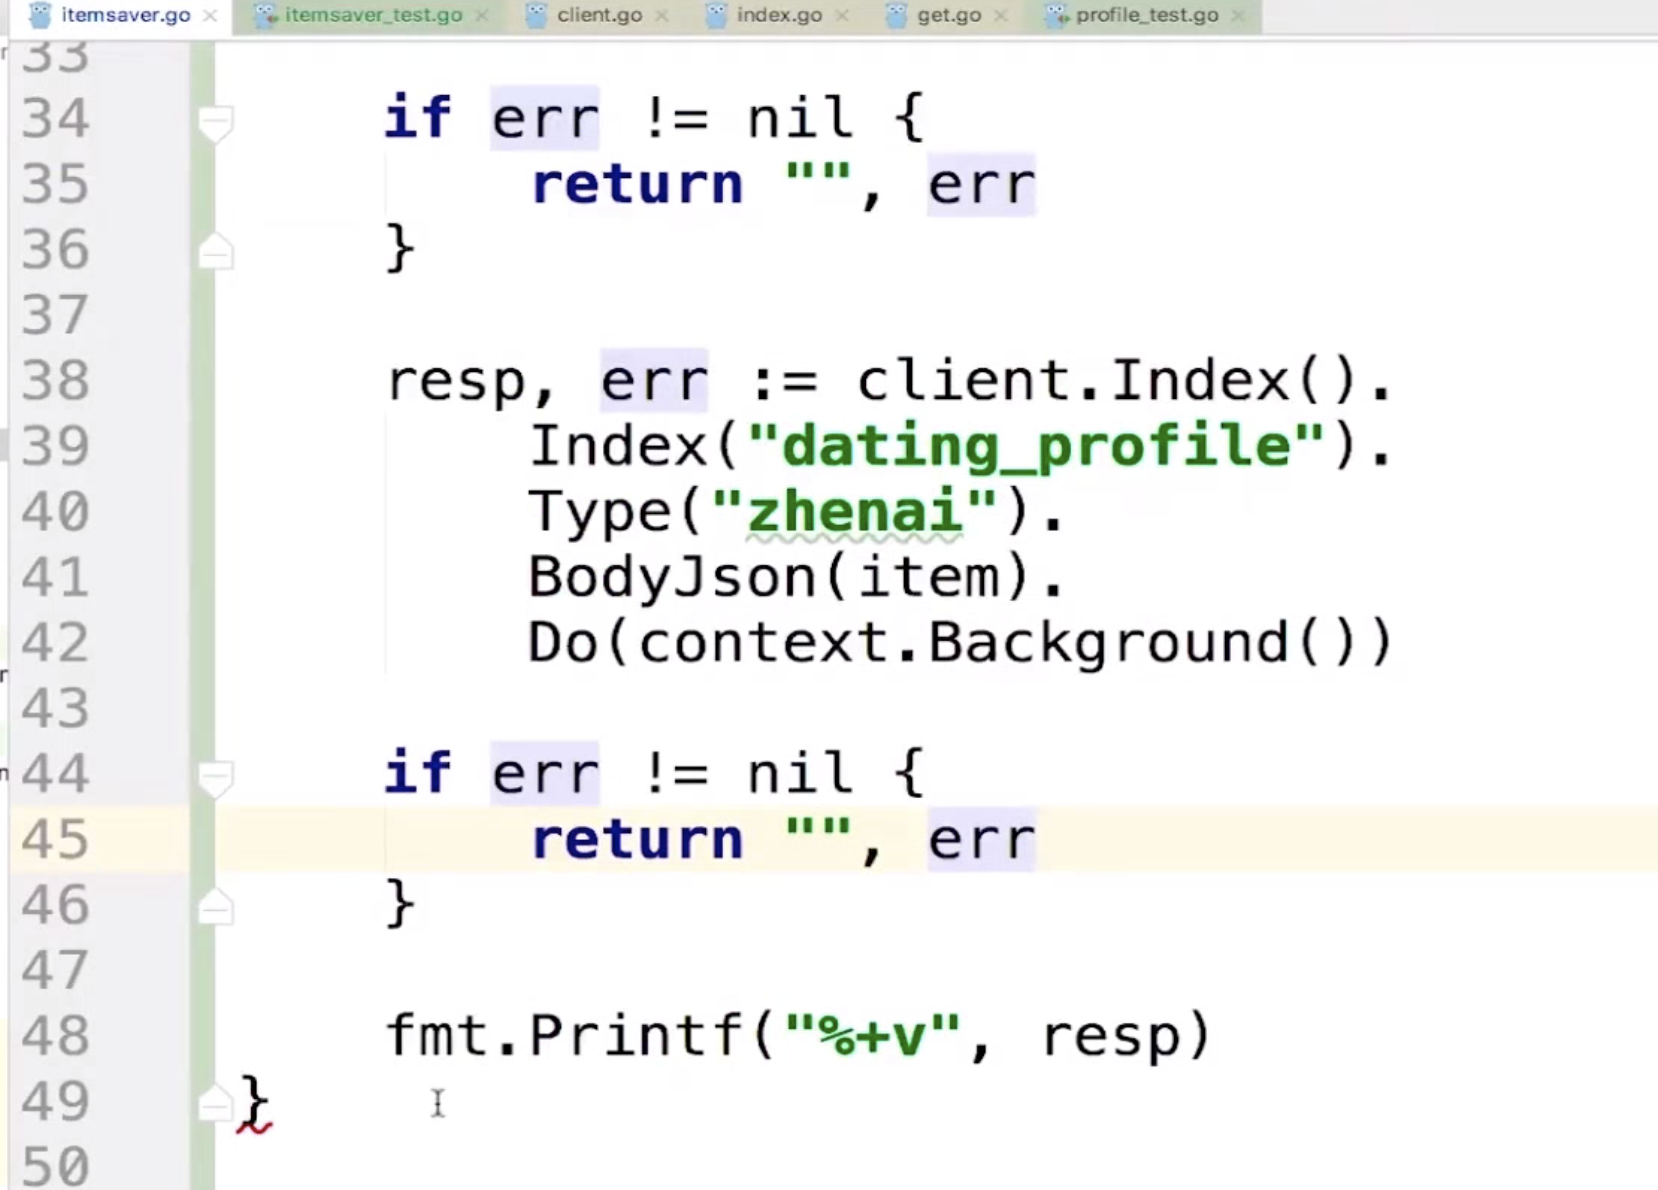 itemsaver.go × itemsaver_test.go × client.go × index.go × get.go × profile_test.go ×
33
34 if err != nil {
35 return "", err
36 }
37
38 resp, err := client.Index().
39 Index("dating_profile").
40 Type("zhenai").
41 BodyJson(item).
42 Do(context.Background())
43
44 if err != nil {
45 return "", err
46 }
47
48 fmt.Printf("%+v", resp)
49 }
50